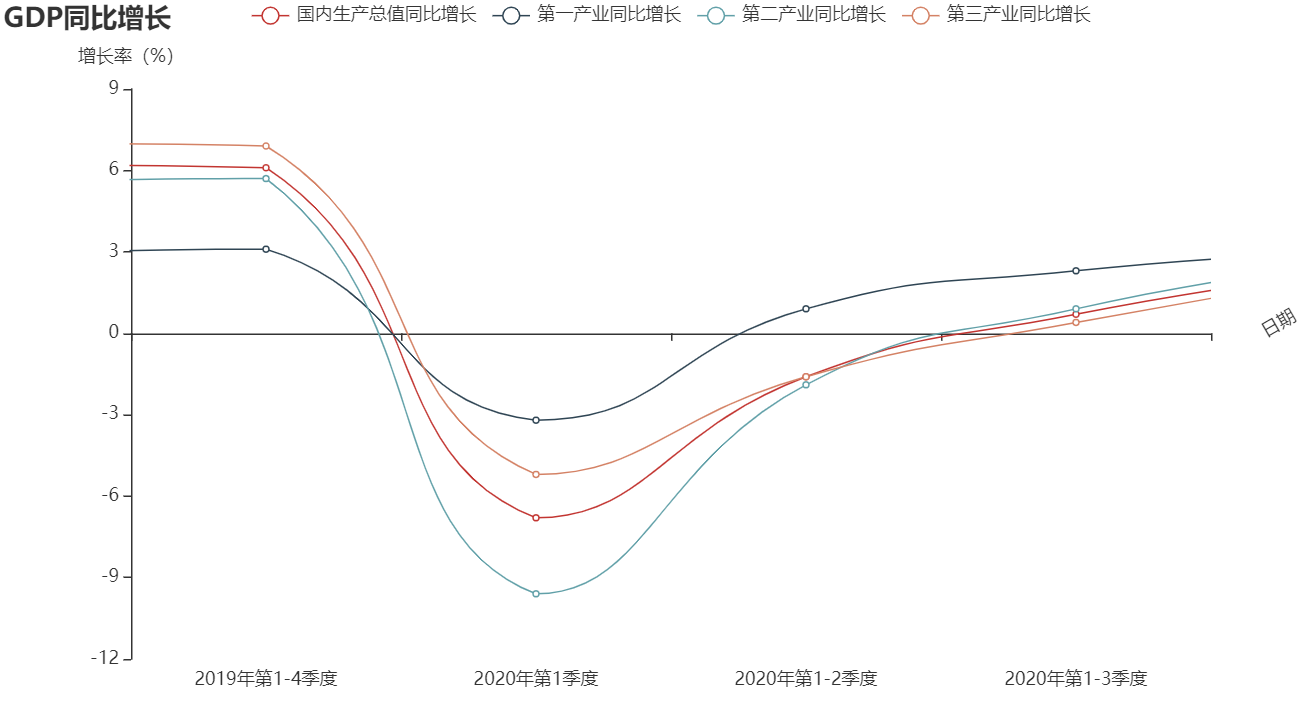 GDP同比增长
国内生产总值同比增长 第一产业同比增长 第二产业同比增长 第三产业同比增长
增长率（%）
9
6
3
0
日期
-3
-6
-9
-12
2019年第1-4季度 2020年第1季度 2020年第1-2季度 2020年第1-3季度